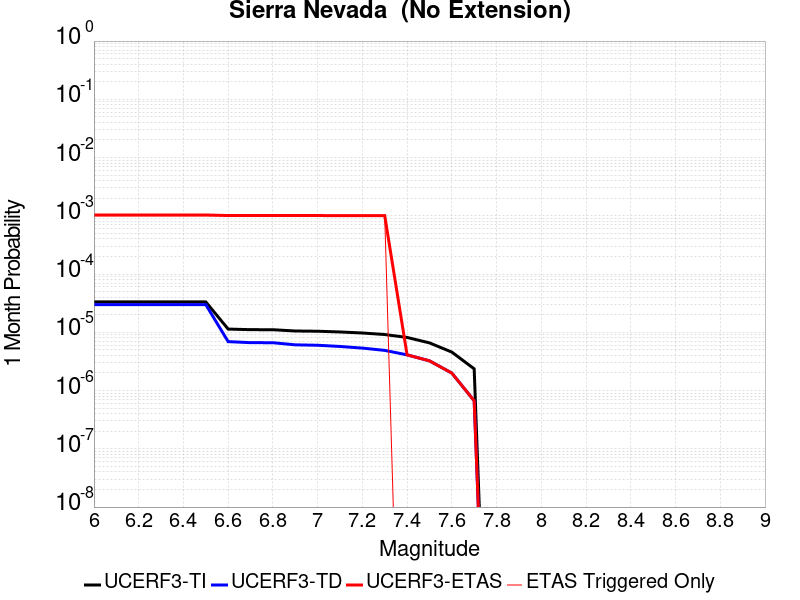 Sierra Nevada  (No Extension)
1 Month Probability
10^0
10^-1
10^-2
10^-3
10^-4
10^-5
10^-6
10^-7
10^-8
6 6.2 6.4 6.6 6.8 7 7.2 7.4 7.6 7.8 8 8.2 8.4 8.6 8.8 9
Magnitude
UCERF3-TI UCERF3-TD UCERF3-ETAS ETAS Triggered Only